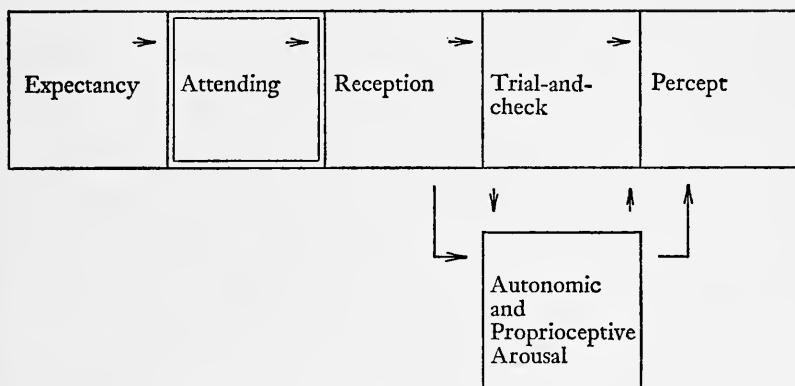 Expectancy
Attending
Reception
Trial-and-
check
Percept
Autonomic
and
Proprioceptive
Arousal